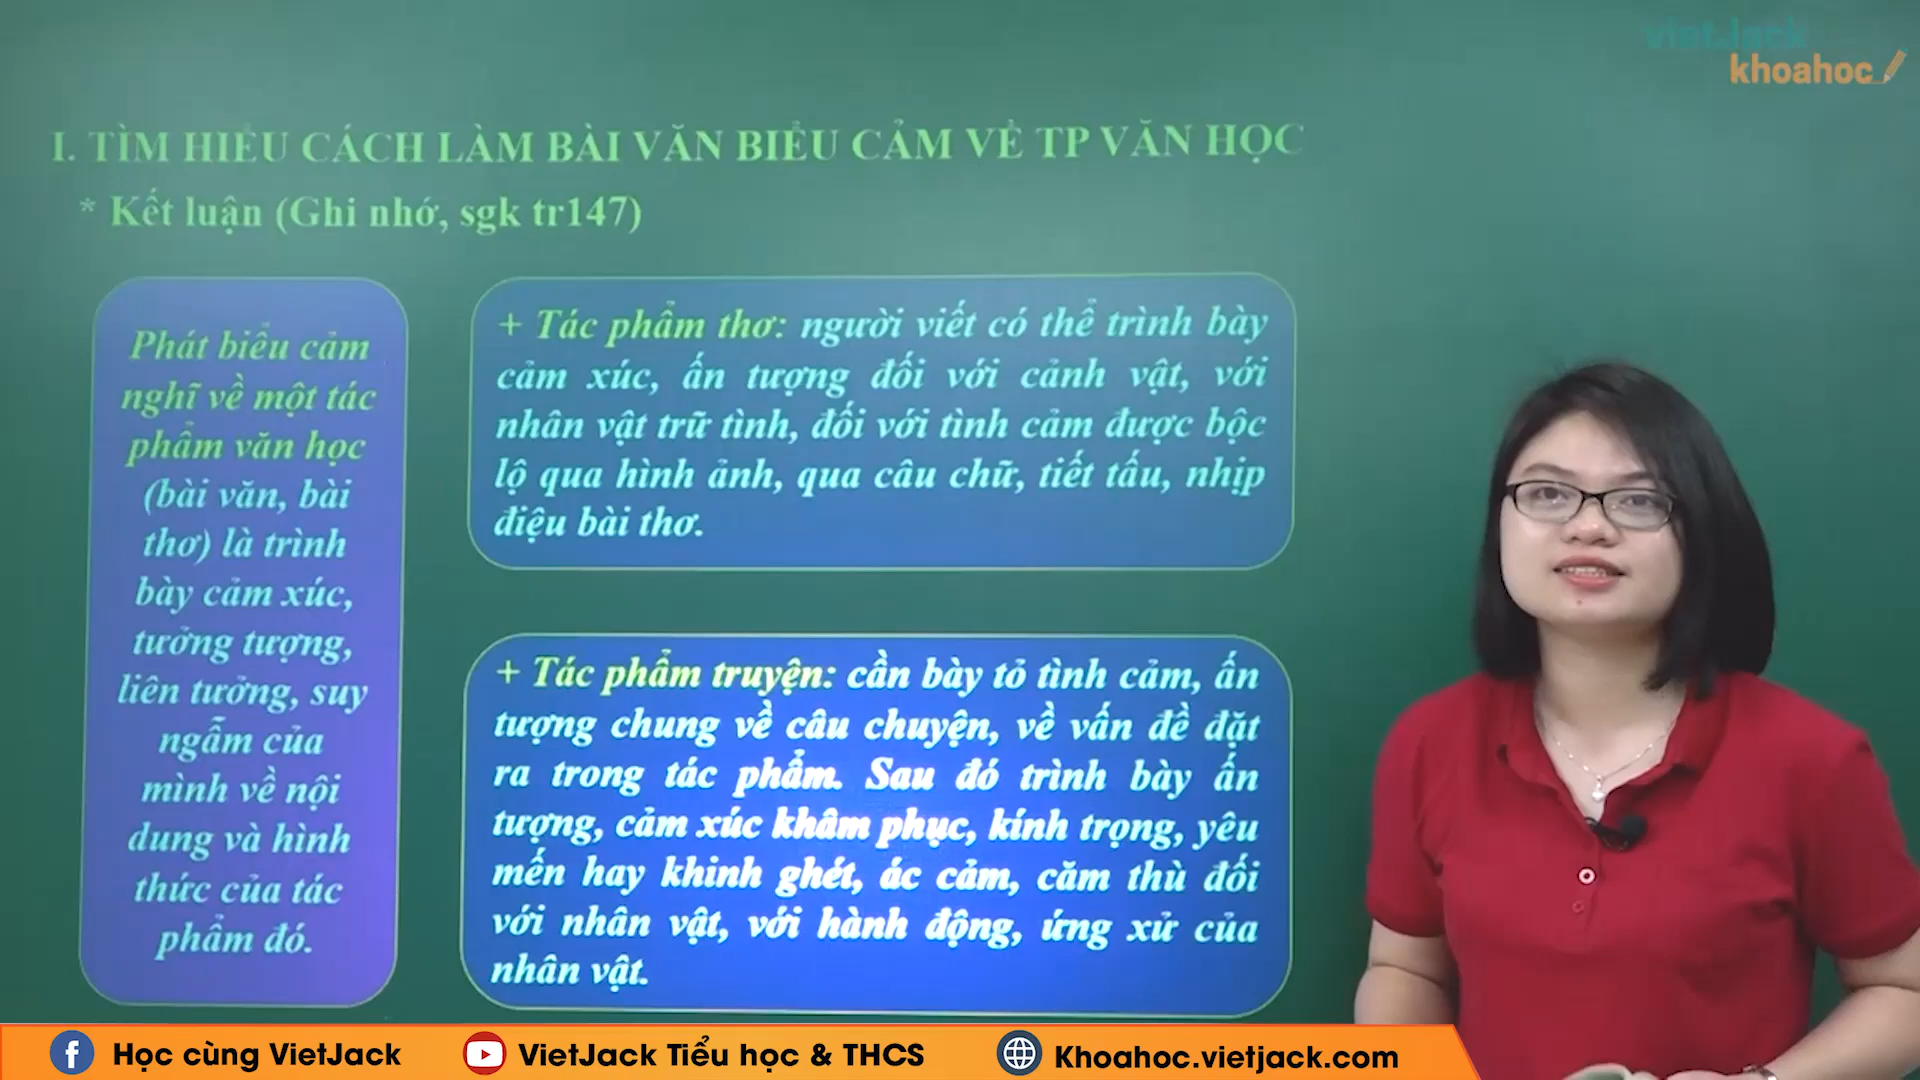 vietJack
khoahoc
I. TÌM HIỂU CÁCH LÀM BÀI VĂN BIỂU CẢM VỀ TP VĂN HỌC
* Kết luận (Ghi nhớ, sgk tr147)
Phát biểu cảm
nghĩ về một tác
phẩm văn học
(bài văn, bài
thơ) là trình
bày cảm xúc,
tưởng tượng,
liên tưởng, suy
ngẫm của
mình về nội
dung và hình
thức của tác
phẩm đó.
+ Tác phẩm thơ: người viết có thể trình bày
cảm xúc, ấn tượng đối với cảnh vật, với
nhân vật trữ tình, đối với tình cảm được bộc
lộ qua hình ảnh, qua câu chữ, tiết tấu, nhịp
điệu bài thơ.
+ Tác phẩm truyện: cần bày tỏ tình cảm, ấn
tượng chung về câu chuyện, về vấn đề đặt
ra trong tác phẩm. Sau đó trình bày ấn
tượng, cảm xúc khâm phục, kính trọng, yêu
mến hay khinh ghét, ác cảm, căm thù đối
với nhân vật, với hành động, ứng xử của
nhân vật.
Học cùng VietJack
VietJack Tiểu học & THCS
Khoahoc.vietjack.com